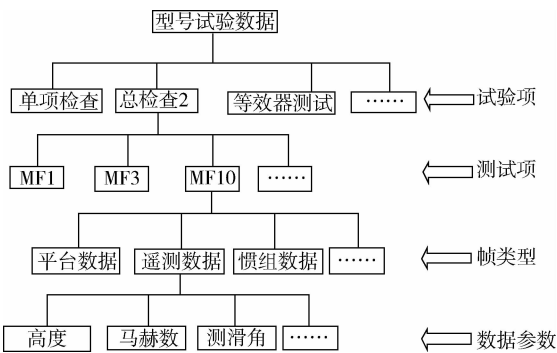 型号试验数据
单项检查 总检查2 等效器测试 …… 试验项
MF1 MF3 MF10 …… 测试项
平台数据 遥测数据 惯组数据 …… 帧类型
高度 马赫数 测滑角 …… 数据参数